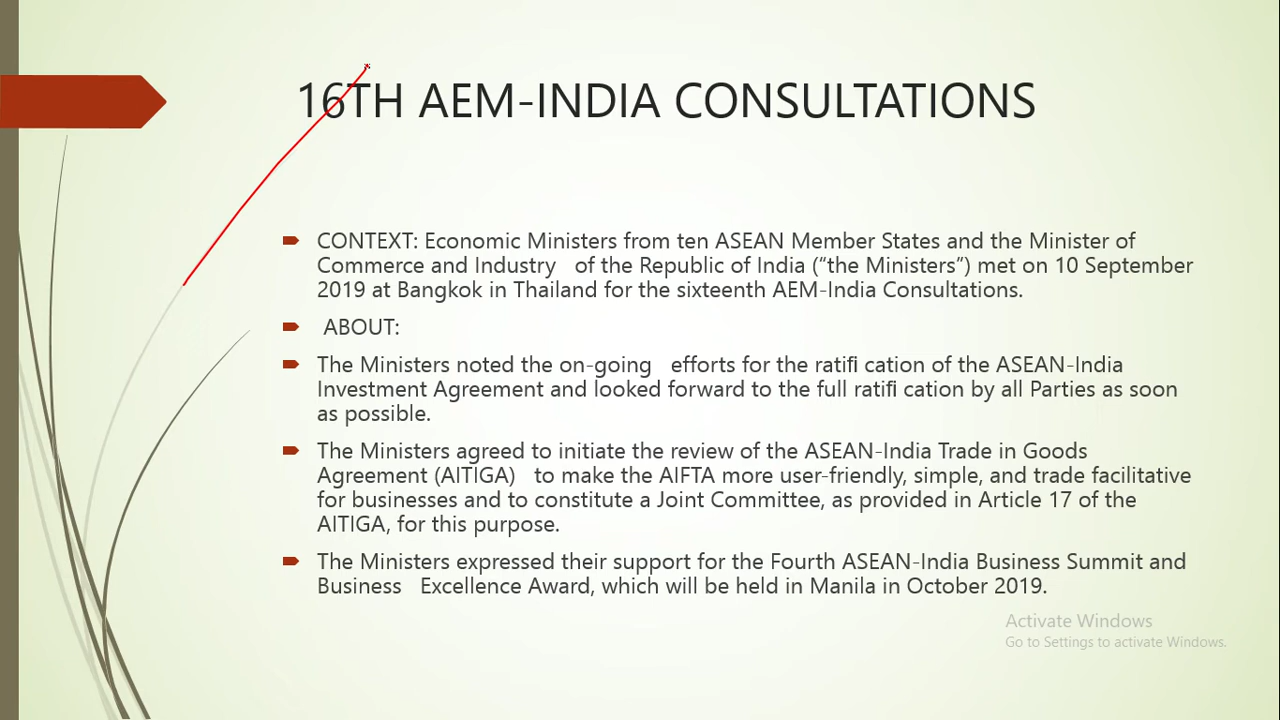 16TH AEM-INDIA CONSULTATIONS
CONTEXT: Economic Ministers from ten ASEAN Member States and the Minister of
Commerce and Industry of the Republic of India (“the Ministers”) met on 10 September
2019 at Bangkok in Thailand for the sixteenth AEM-India Consultations.
ABOUT:
The Ministers noted the on-going efforts for the ratifi cation of the ASEAN-India
Investment Agreement and looked forward to the full ratifi cation by all Parties as soon
as possible.
The Ministers agreed to initiate the review of the ASEAN-India Trade in Goods
Agreement (AITIGA) to make the AIFTA more user-friendly, simple, and trade facilitative
for businesses and to constitute a Joint Committee, as provided in Article 17 of the
AITIGA, for this purpose.
The Ministers expressed their support for the Fourth ASEAN-India Business Summit and
Business Excellence Award, which will be held in Manila in October 2019.
Activate Windows
Go to Settings to activate Windows.